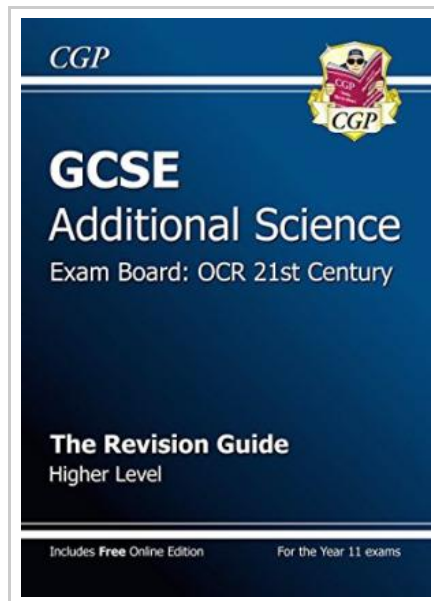 CGP
CGP
CGP
GCSE
Additional Science
Exam Board: OCR 21st Century
The Revision Guide
Higher Level
Includes Free Online Edition
For the Year 11 exams